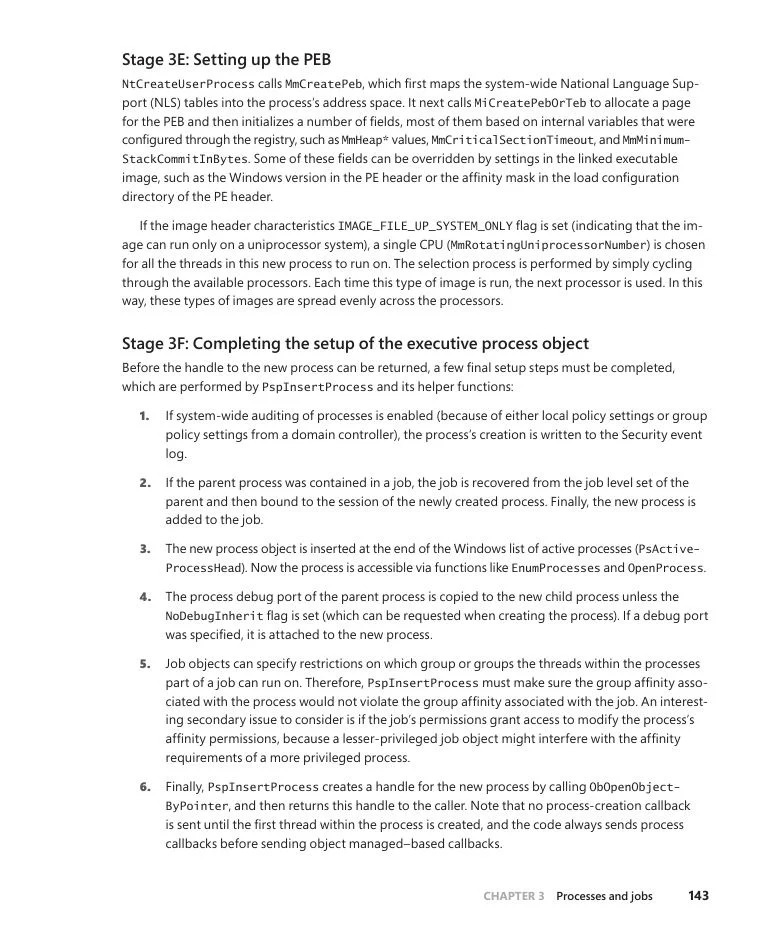 Stage 3E: Setting up the PEB
NtCreateUserProcess calls MmCreatePeb, which first maps the system-wide National Language Sup-
port (NLS) tables into the process’s address space. It next calls MiCreatePebOrTeb to allocate a page
for the PEB and then initializes a number of fields, most of them based on internal variables that were
configured through the registry, such as MmHeap* values, MmCriticalSectionTimeout, and MmMinimum-
StackCommitInBytes. Some of these fields can be overridden by settings in the linked executable
image, such as the Windows version in the PE header or the affinity mask in the load configuration
directory of the PE header.
If the image header characteristics IMAGE_FILE_UP_SYSTEM_ONLY flag is set (indicating that the im-
age can run only on a uniprocessor system), a single CPU (MmRotatingUniprocessorNumber) is chosen
for all the threads in this new process to run on. The selection process is performed by simply cycling
through the available processors. Each time this type of image is run, the next processor is used. In this
way, these types of images are spread evenly across the processors.
Stage 3F: Completing the setup of the executive process object
Before the handle to the new process can be returned, a few final setup steps must be completed,
which are performed by PspInsertProcess and its helper functions:
1. If system-wide auditing of processes is enabled (because of either local policy settings or group
policy settings from a domain controller), the process’s creation is written to the Security event
log.
2. If the parent process was contained in a job, the job is recovered from the job level set of the
parent and then bound to the session of the newly created process. Finally, the new process is
added to the job.
3. The new process object is inserted at the end of the Windows list of active processes (PsActive-
ProcessHead). Now the process is accessible via functions like EnumProcesses and OpenProcess.
4. The process debug port of the parent process is copied to the new child process unless the
NoDebugInherit flag is set (which can be requested when creating the process). If a debug port
was specified, it is attached to the new process.
5. Job objects can specify restrictions on which group or groups the threads within the processes
part of a job can run on. Therefore, PspInsertProcess must make sure the group affinity asso-
ciated with the process would not violate the group affinity associated with the job. An interest-
ing secondary issue to consider is if the job’s permissions grant access to modify the process’s
affinity permissions, because a lesser-privileged job object might interfere with the affinity
requirements of a more privileged process.
6. Finally, PspInsertProcess creates a handle for the new process by calling ObOpenObject-
ByPointer, and then returns this handle to the caller. Note that no process-creation callback
is sent until the first thread within the process is created, and the code always sends process
callbacks before sending object managed–based callbacks.
CHAPTER 3 Processes and jobs 143